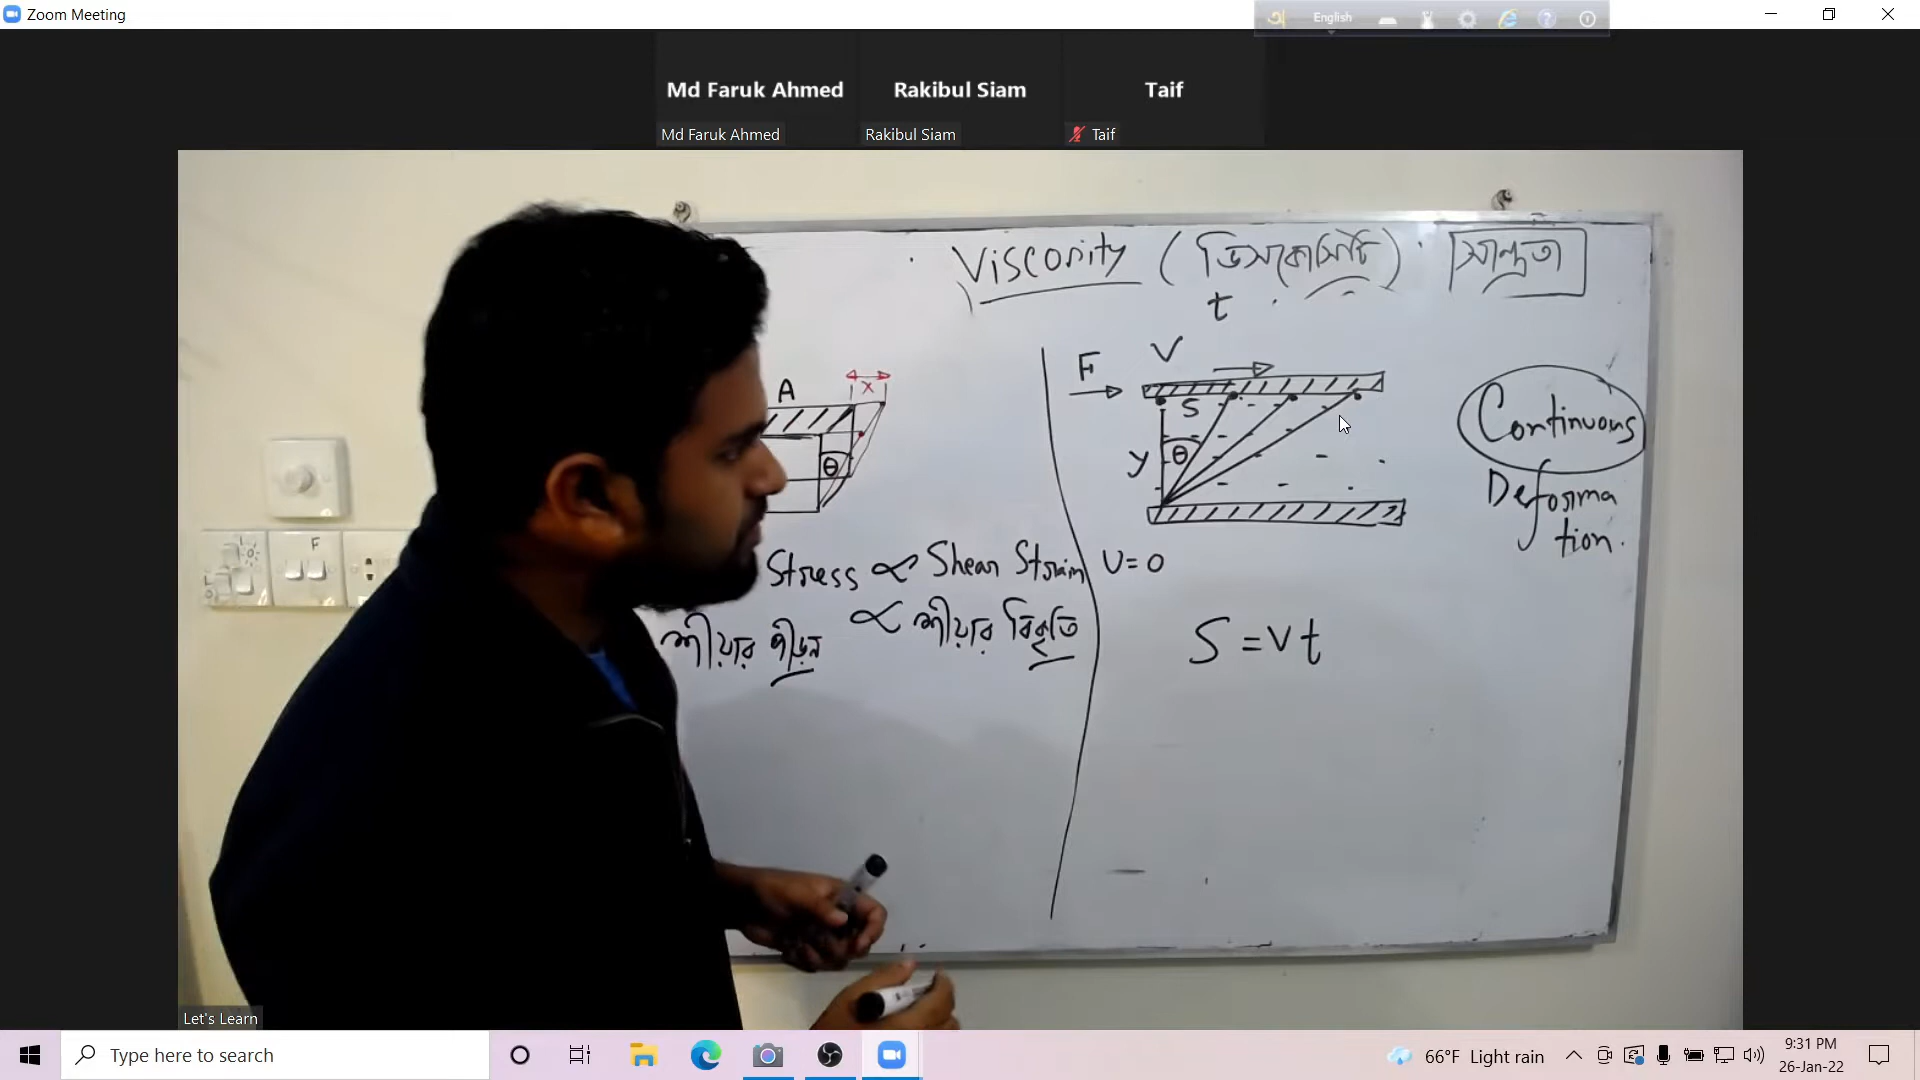 Zoom Meeting
English
Md Faruk Ahmed
Rakibul Siam
Taif
Md Faruk Ahmed
Rakibul Siam
Taif
Viscosity ( ভিসকোসিটি ) সান্দ্রতা
t
V
F
A
x
S
θ
y
θ
Continuous
Deforma
tion.
F
Stress ∝ Shear Strain
U=0
শীয়ার পীড়ন ∝ শীয়ার বিকৃতি
S = vt
Let's Learn
Type here to search
66°F Light rain
9:31 PM
26-Jan-22